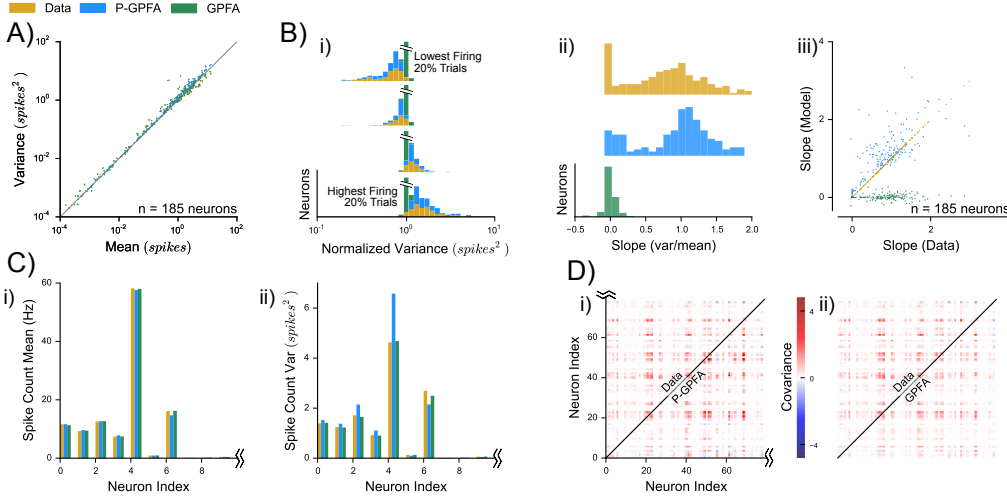 Data P-GPFA GPFA
A)
Variance (spikes²)
10²
10⁰
10⁻²
10⁻⁴
10⁻⁴ 10⁻² 10⁰ 10²
n = 185 neurons
Mean (spikes)
B)
i)
Lowest Firing
20% Trials
Highest Firing
20% Trials
Neurons
10⁻¹ 10⁰ 10¹
Normalized Variance (spikes²)
ii)
Neurons
0.0 0.5 1.0 1.5 2.0
Slope (var/mean)
iii)
Slope (Model)
4
2
0
0 2
n = 185 neurons
Slope (Data)
C)
i)
Spike Count Mean (Hz)
60
40
20
0
0 2 4 6 8
Neuron Index
ii)
Spike Count Var (spikes²)
6
4
2
0
0 2 4 6 8
Neuron Index
D)
i)
Neuron Index
60
40
20
0
0 20 40 60
Data
P-GPFA
Neuron Index
Covariance
4
0
−4
ii)
Data
GPFA